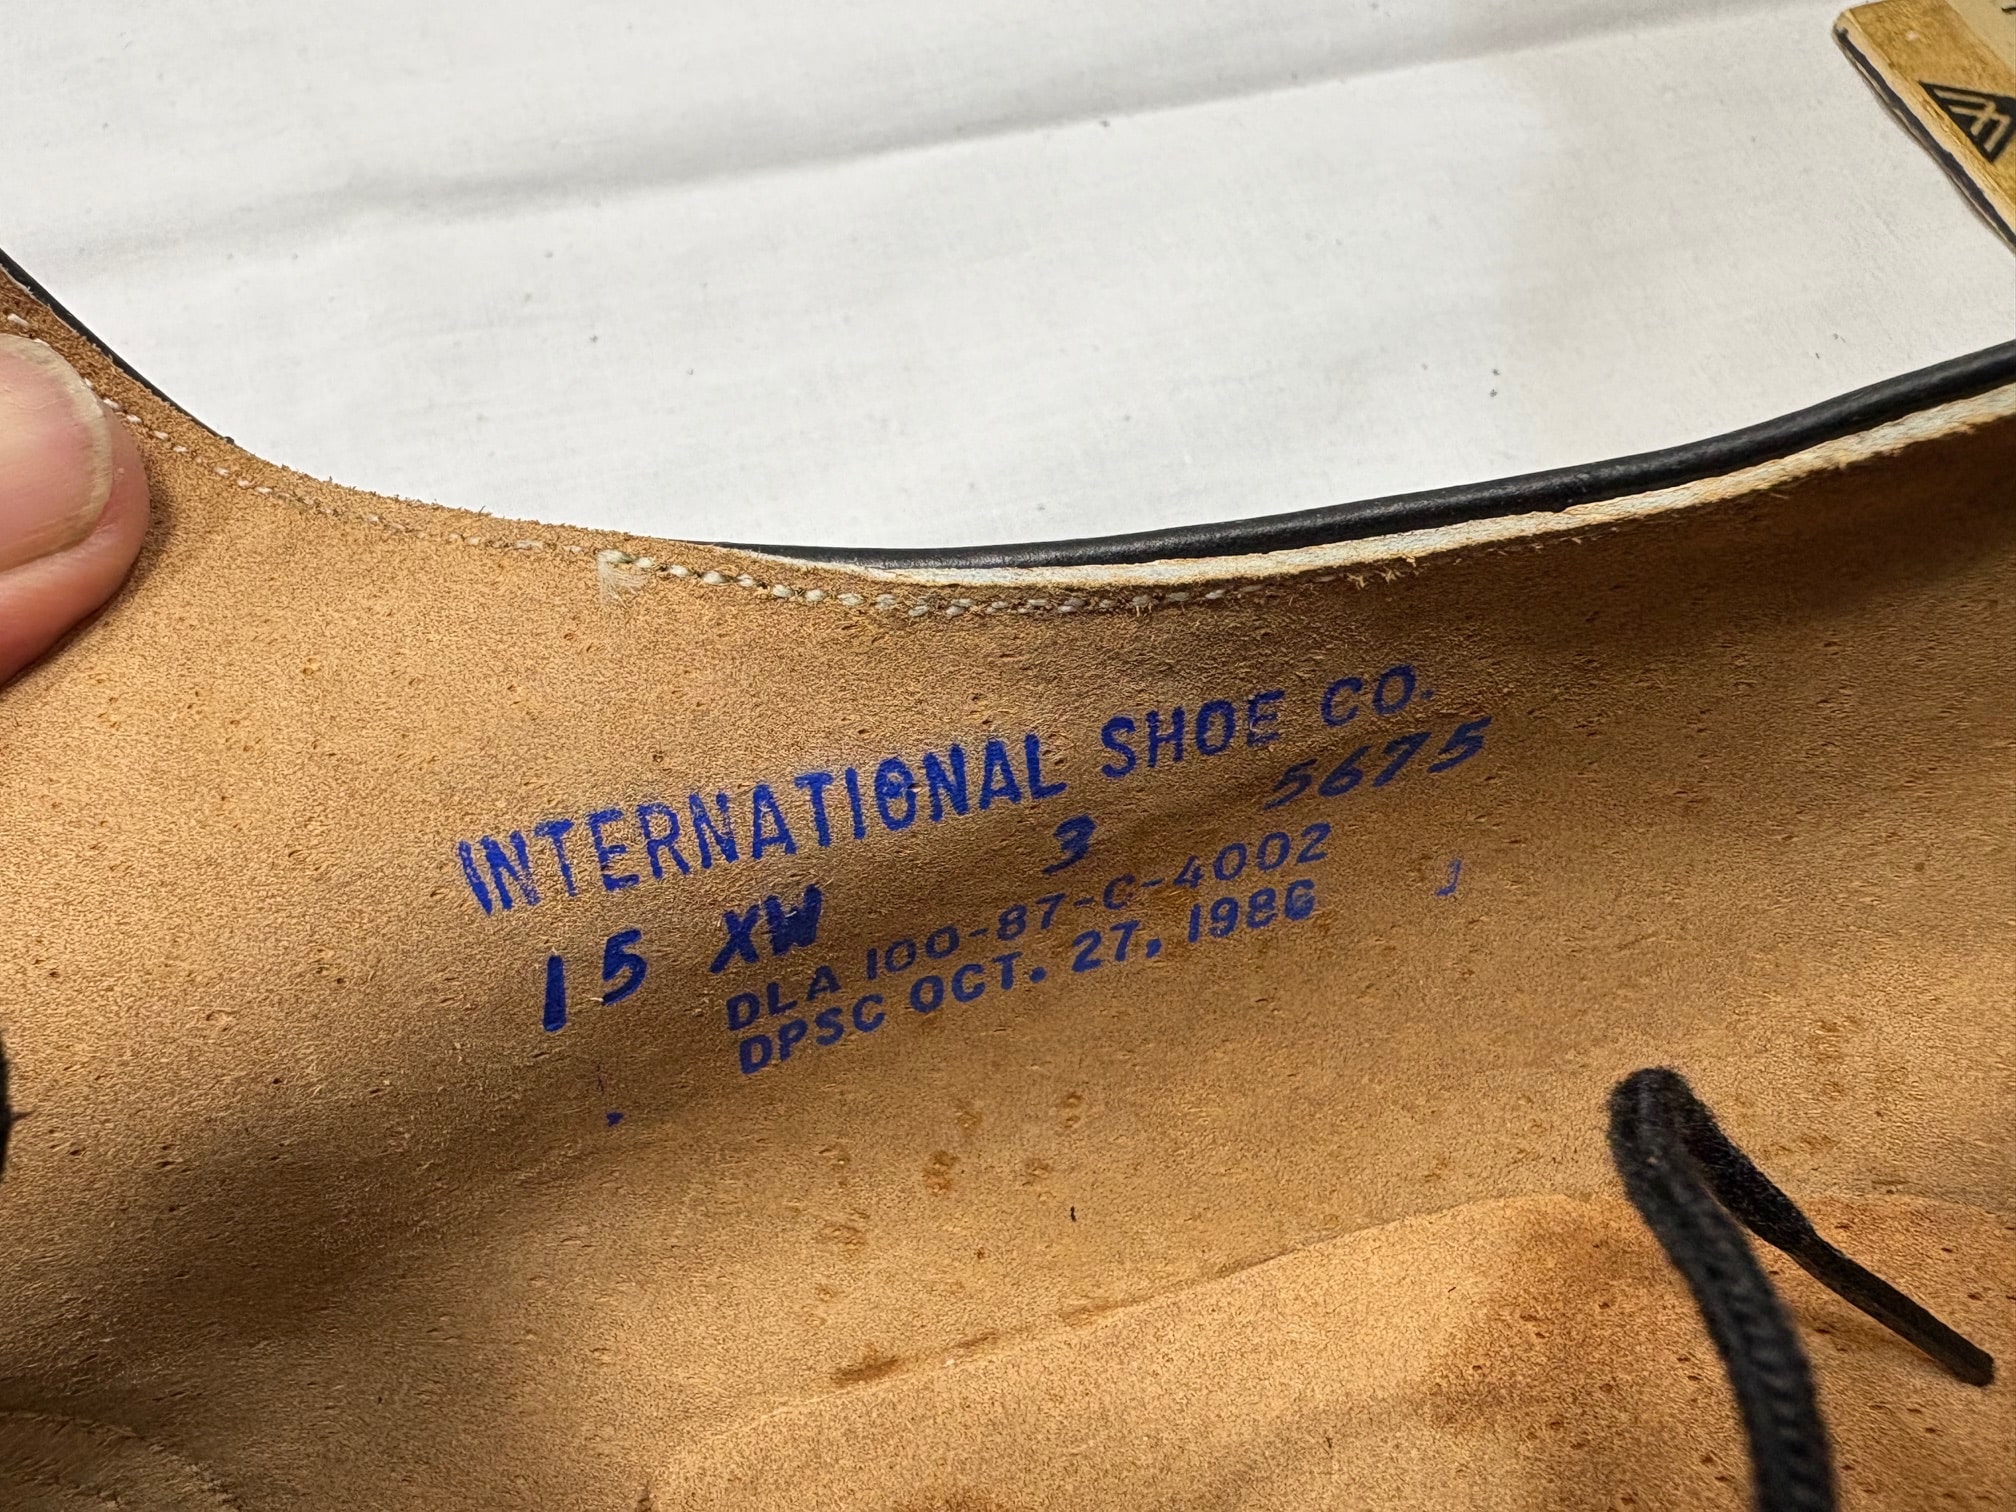 INTERNATIONAL SHOE CO.
15 XW 3 5675
DLA 100-87-C-4002
DPSC OCT. 27, 1986